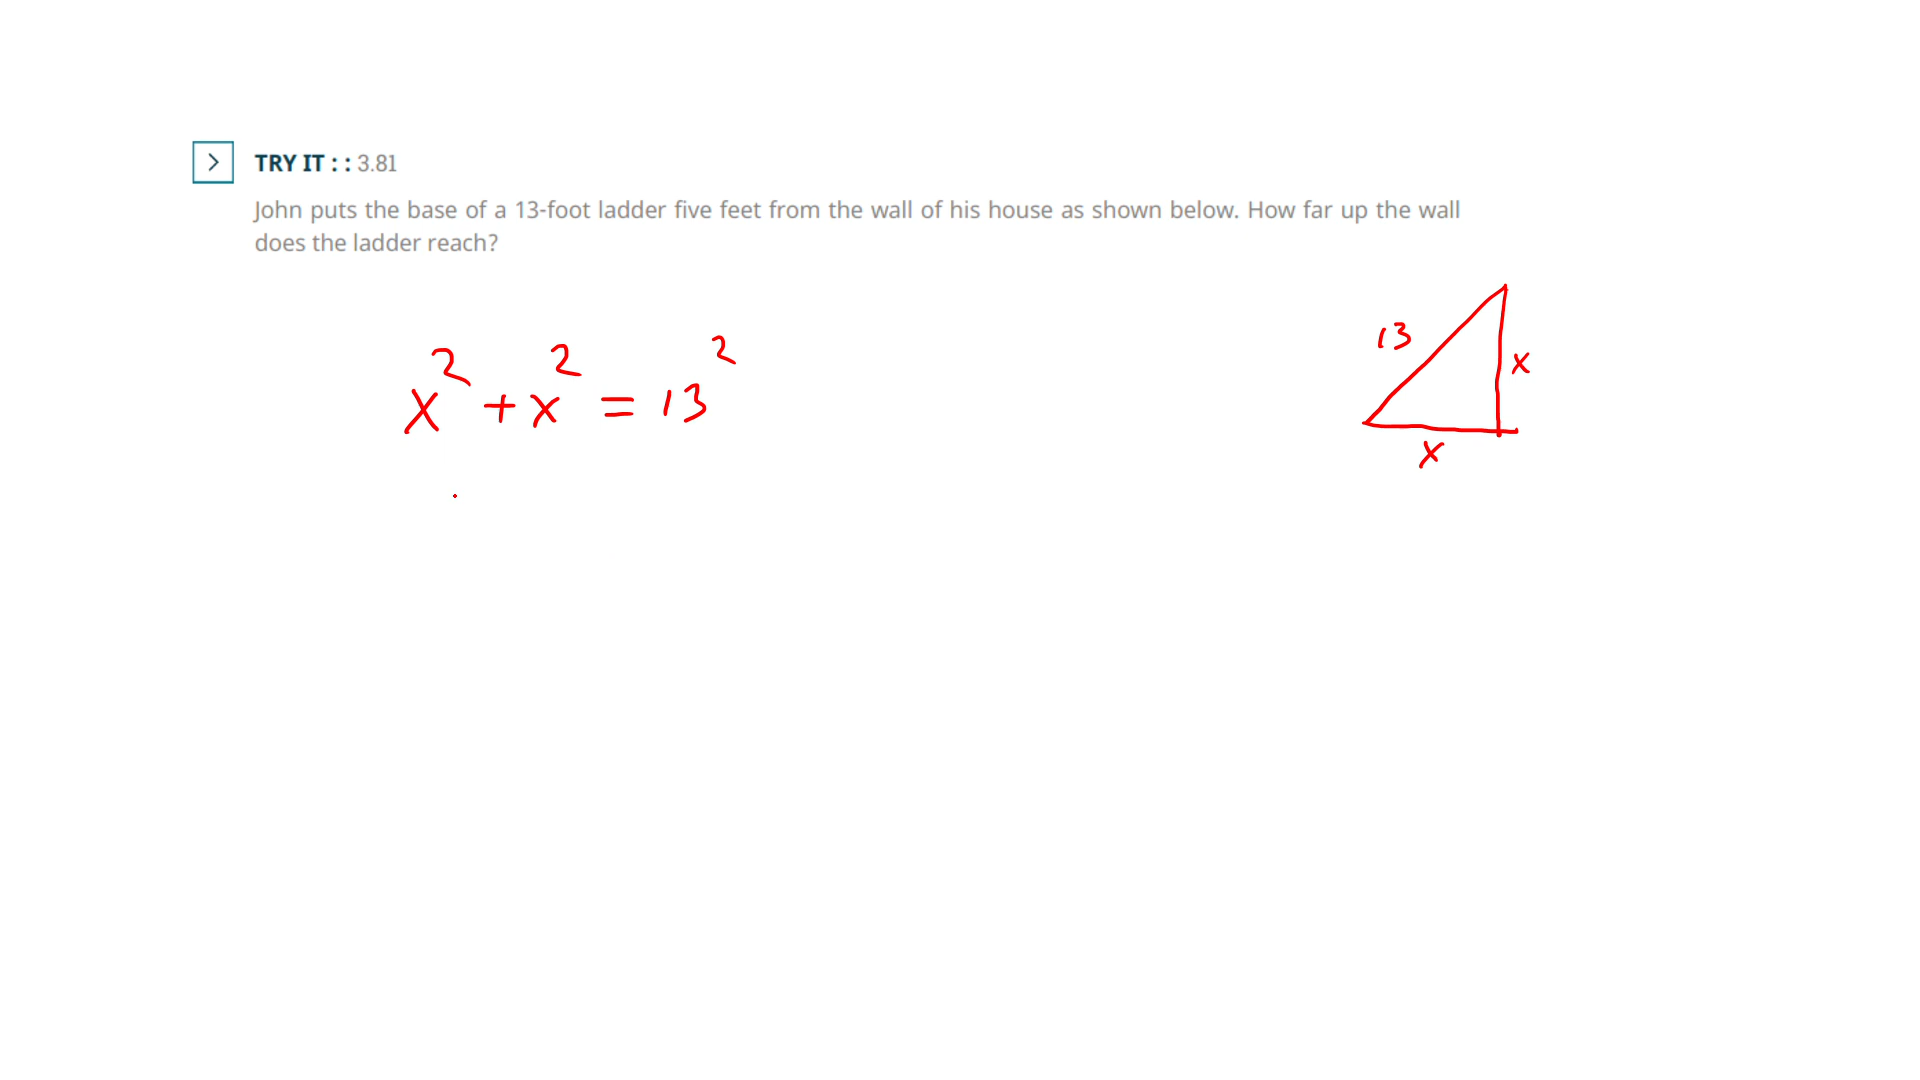 TRY IT : : 3.81
John puts the base of a 13-foot ladder five feet from the wall of his house as shown below. How far up the wall
does the ladder reach?
13
x
x² + x² = 13²
x